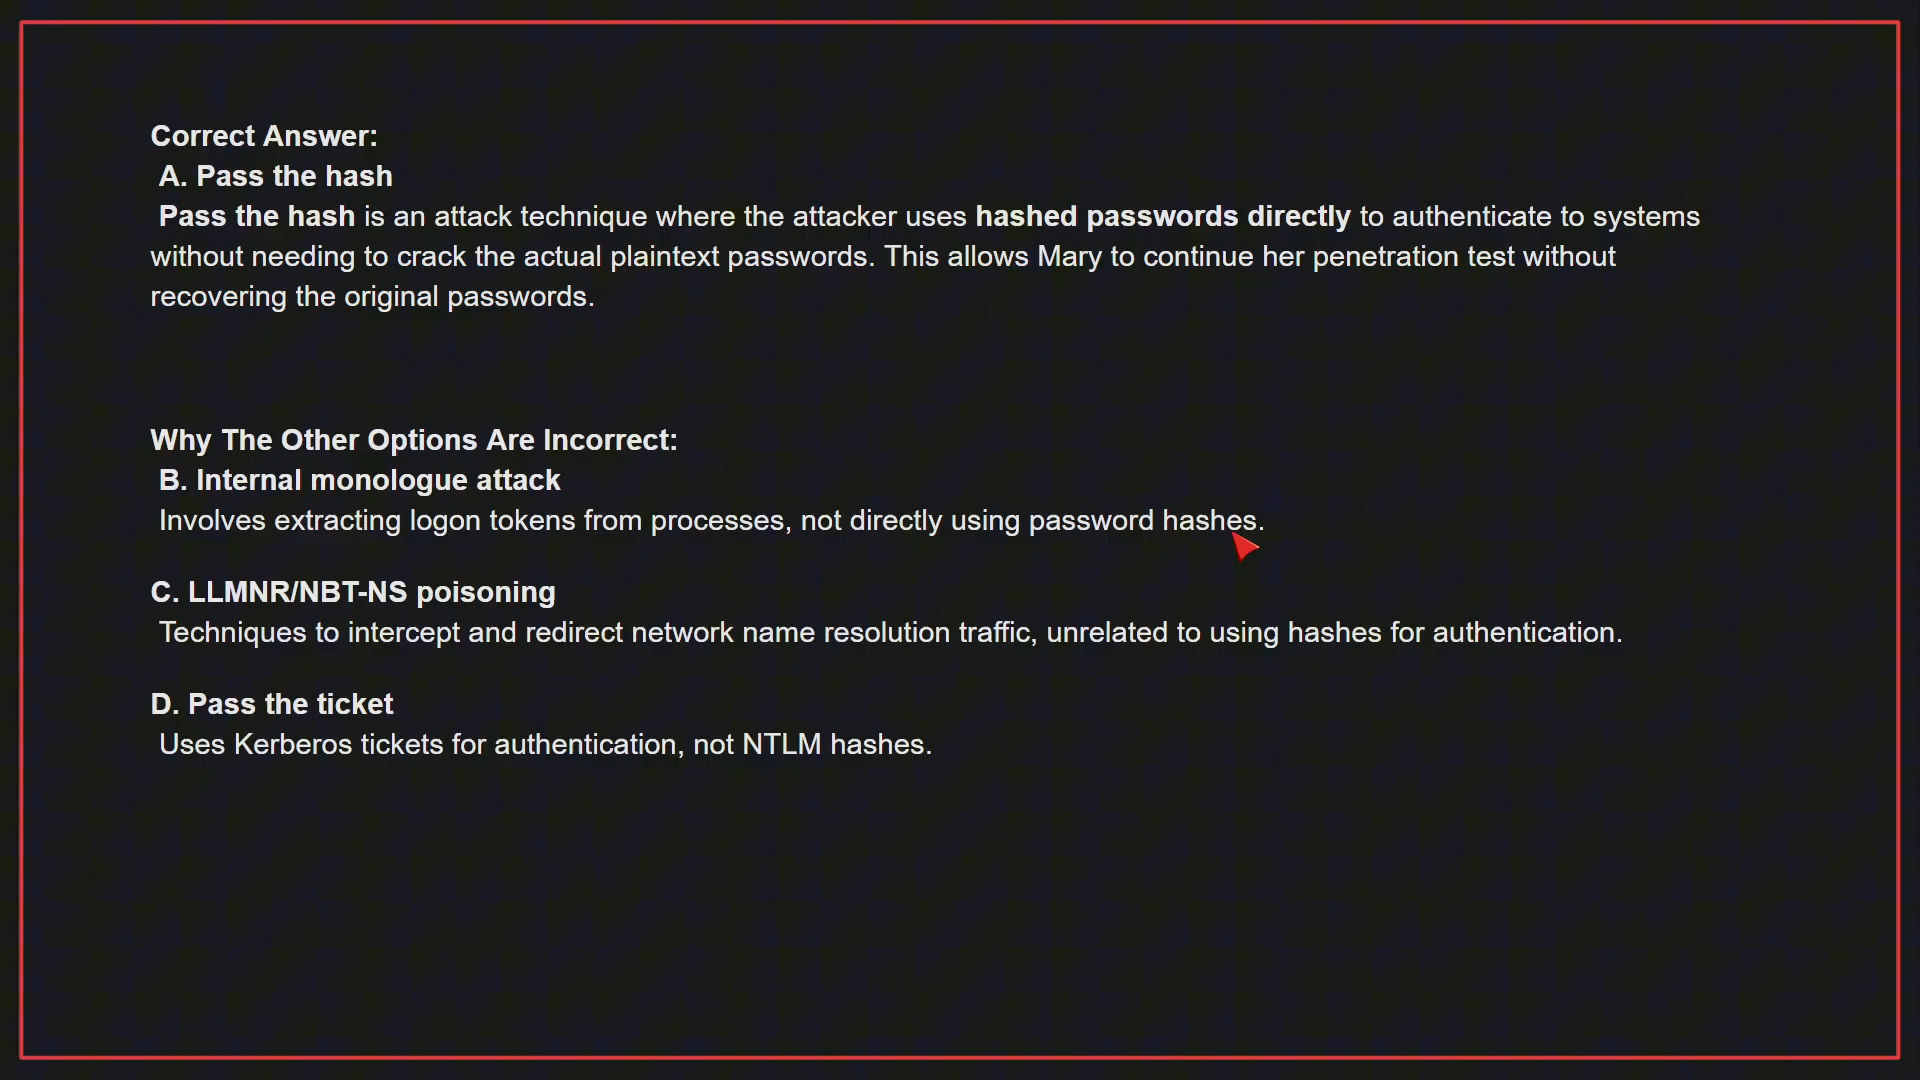 Correct Answer:
A. Pass the hash
Pass the hash is an attack technique where the attacker uses hashed passwords directly to authenticate to systems
without needing to crack the actual plaintext passwords. This allows Mary to continue her penetration test without
recovering the original passwords.
Why The Other Options Are Incorrect:
B. Internal monologue attack
Involves extracting logon tokens from processes, not directly using password hashes.
C. LLMNR/NBT-NS poisoning
Techniques to intercept and redirect network name resolution traffic, unrelated to using hashes for authentication.
D. Pass the ticket
Uses Kerberos tickets for authentication, not NTLM hashes.